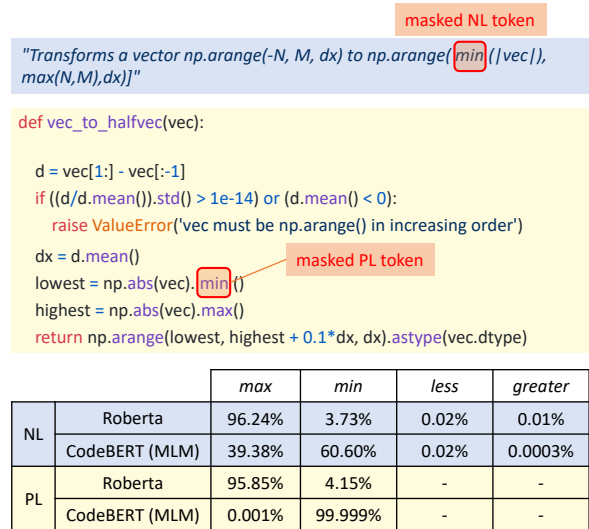 masked NL token
"Transforms a vector np.arange(-N, M, dx) to np.arange(min(|vec|),
max(N,M),dx)]"
def vec_to_halfvec(vec):
d = vec[1:] - vec[:-1]
if ((d/d.mean()).std() > 1e-14) or (d.mean() < 0):
raise ValueError('vec must be np.arange() in increasing order')
dx = d.mean()
masked PL token
lowest = np.abs(vec).min()
highest = np.abs(vec).max()
return np.arange(lowest, highest + 0.1*dx, dx).astype(vec.dtype)
max min less greater
NL Roberta 96.24% 3.73% 0.02% 0.01%
CodeBERT (MLM) 39.38% 60.60% 0.02% 0.0003%
PL Roberta 95.85% 4.15% - -
CodeBERT (MLM) 0.001% 99.999% - -